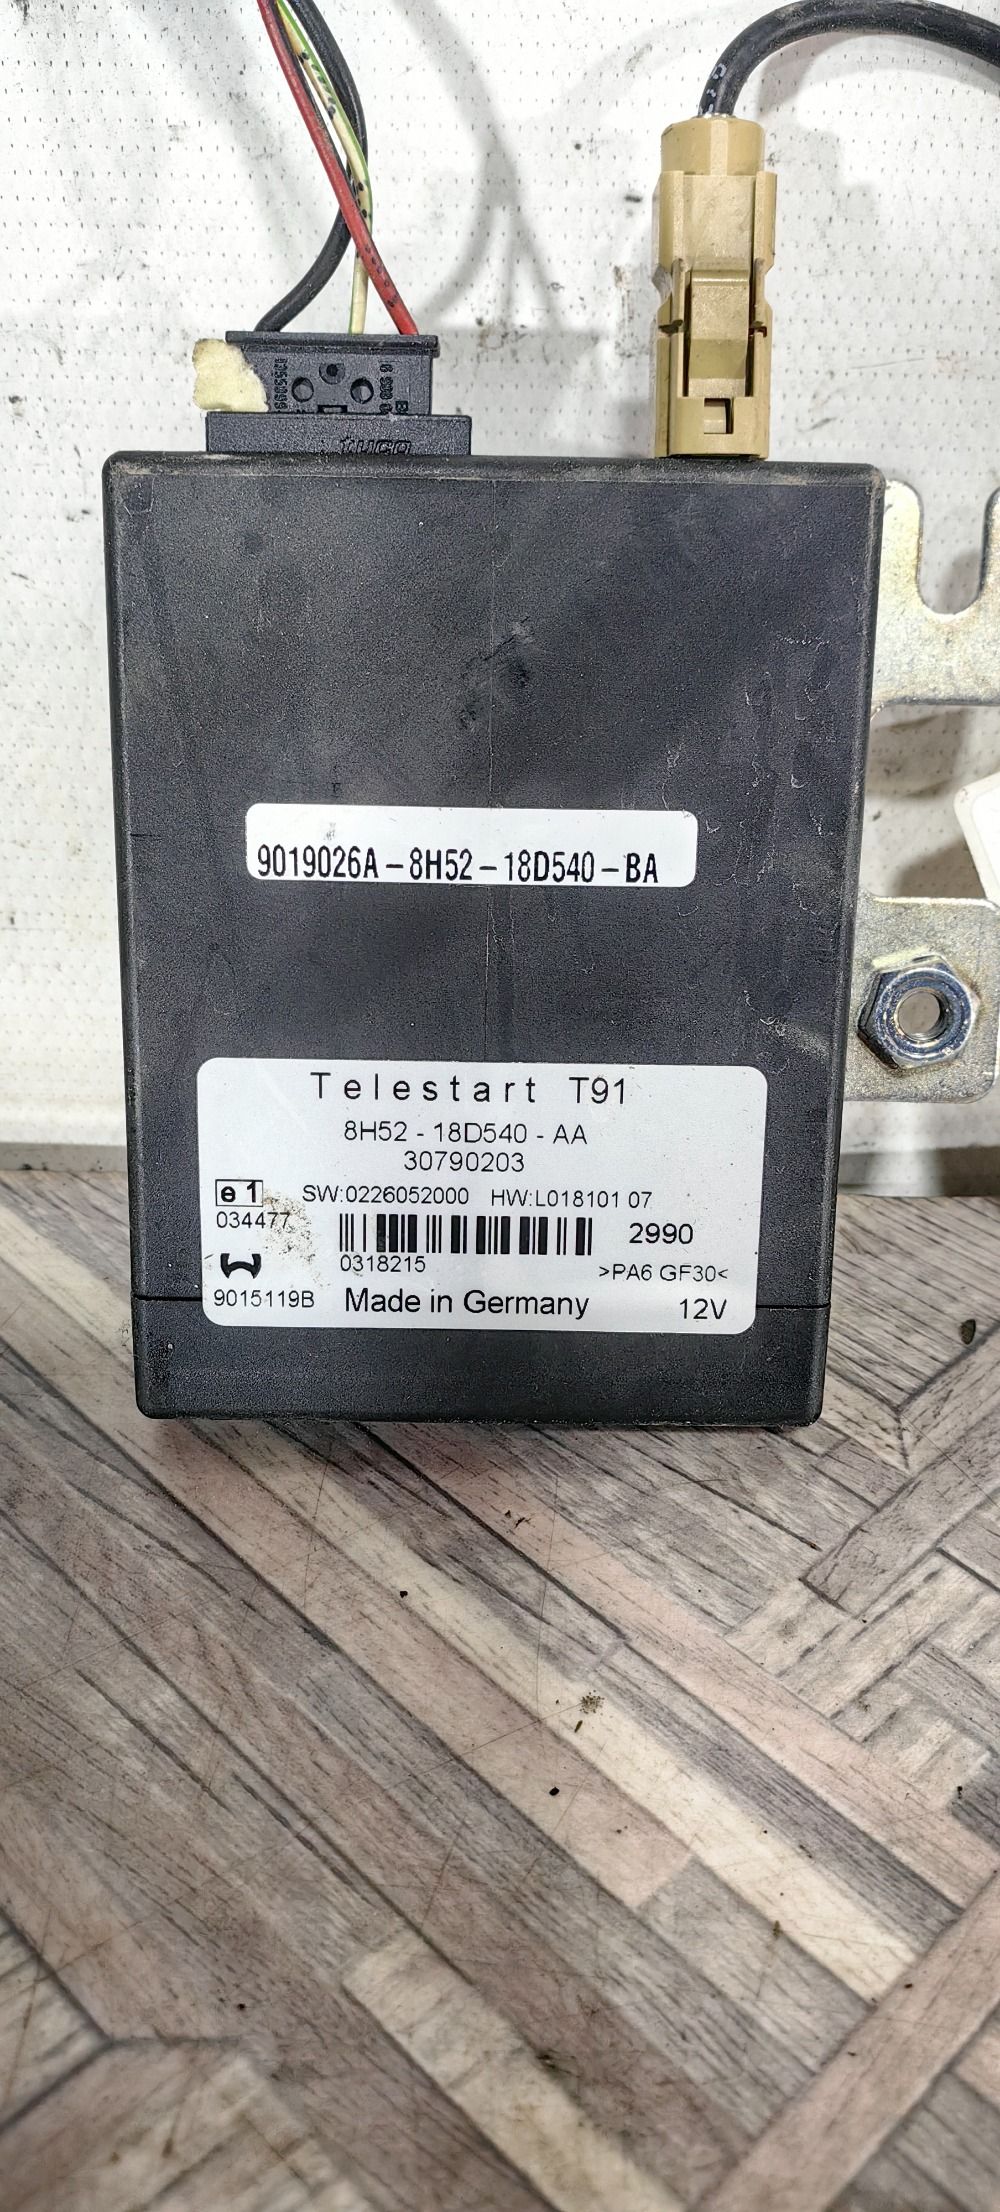 9019026A-8H52-18D540-BA
Telestart T91
8H52 - 18D540 - AA
30790203
e1 SW:0226052000 HW:L018101 07
034477
2990
0318215
>PA6 GF30<
9015119B Made in Germany 12V